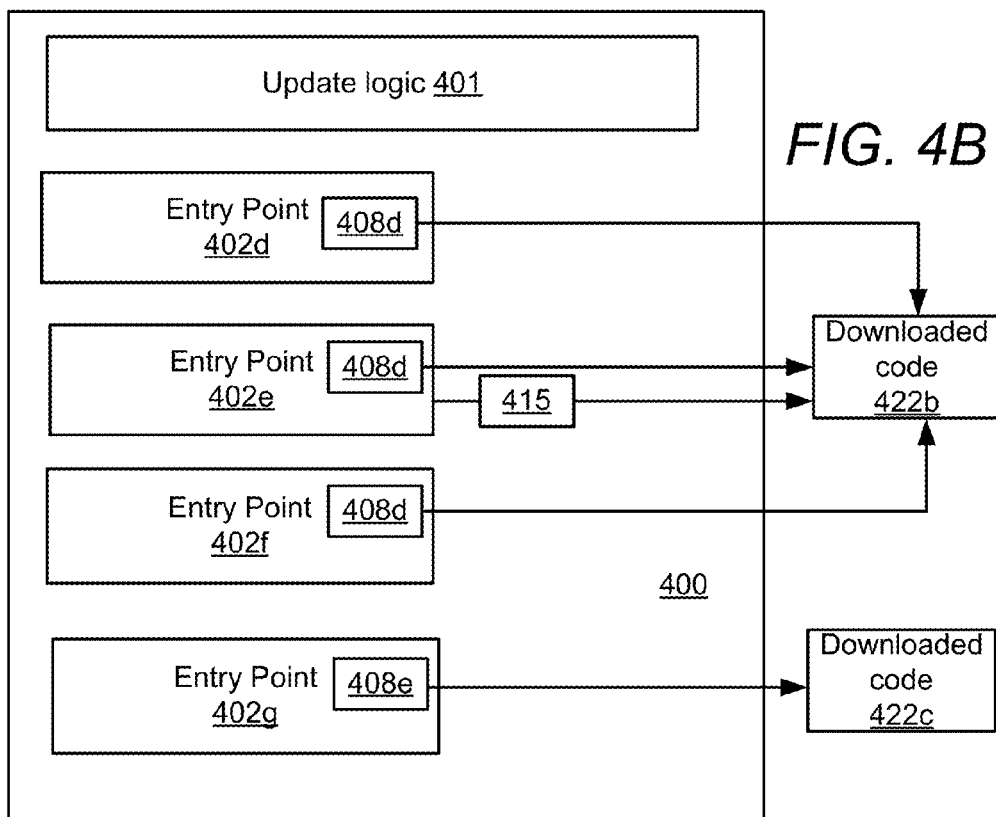 Update logic 401
FIG. 4B
Entry Point
402d
408d
Entry Point
402e
408d
415
Downloaded
code
422b
Entry Point
402f
408d
400
Entry Point
402g
408e
Downloaded
code
422c